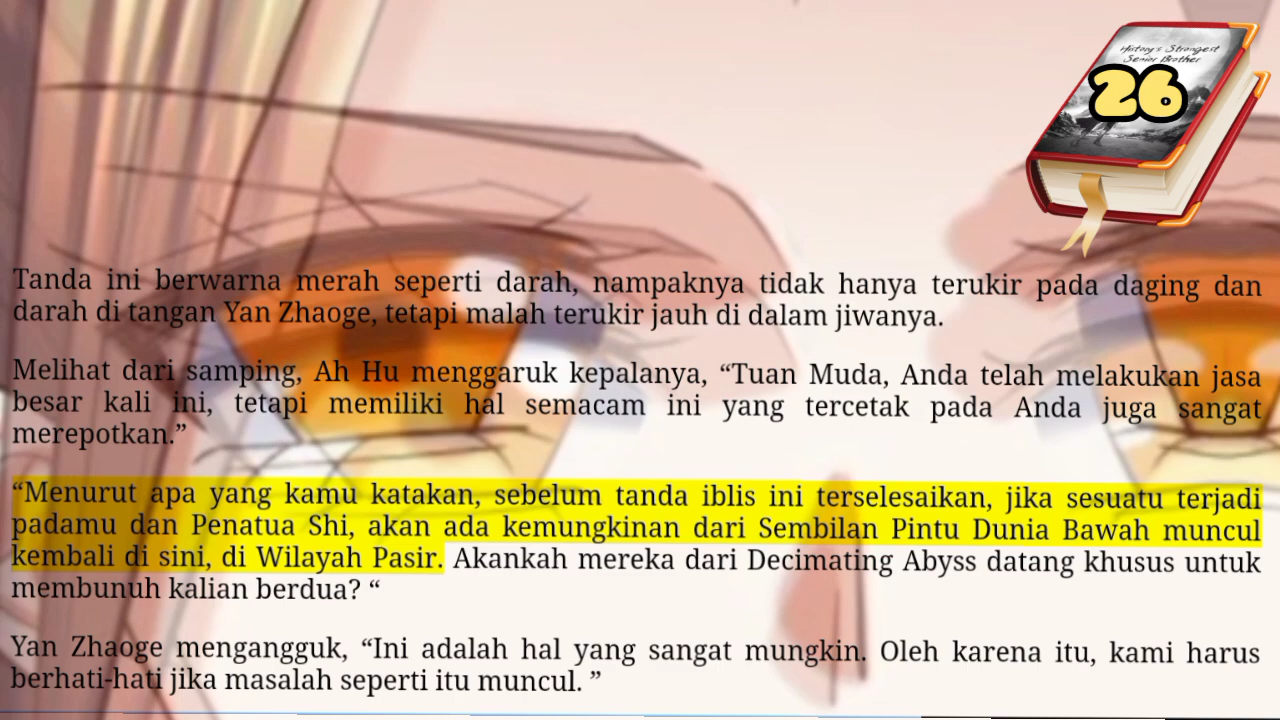 History's Strongest
Senior Brother
26
Tanda ini berwarna merah seperti darah, nampaknya tidak hanya terukir pada daging dan
darah di tangan Yan Zhaoge, tetapi malah terukir jauh di dalam jiwanya.
Melihat dari samping, Ah Hu menggaruk kepalanya, “Tuan Muda, Anda telah melakukan jasa
besar kali ini, tetapi memiliki hal semacam ini yang tercetak pada Anda juga sangat
merepotkan.”
“Menurut apa yang kamu katakan, sebelum tanda iblis ini terselesaikan, jika sesuatu terjadi
padamu dan Penatua Shi, akan ada kemungkinan dari Sembilan Pintu Dunia Bawah muncul
kembali di sini, di Wilayah Pasir. Akankah mereka dari Decimating Abyss datang khusus untuk
membunuh kalian berdua? “
Yan Zhaoge mengangguk, “Ini adalah hal yang sangat mungkin. Oleh karena itu, kami harus
berhati-hati jika masalah seperti itu muncul. ”